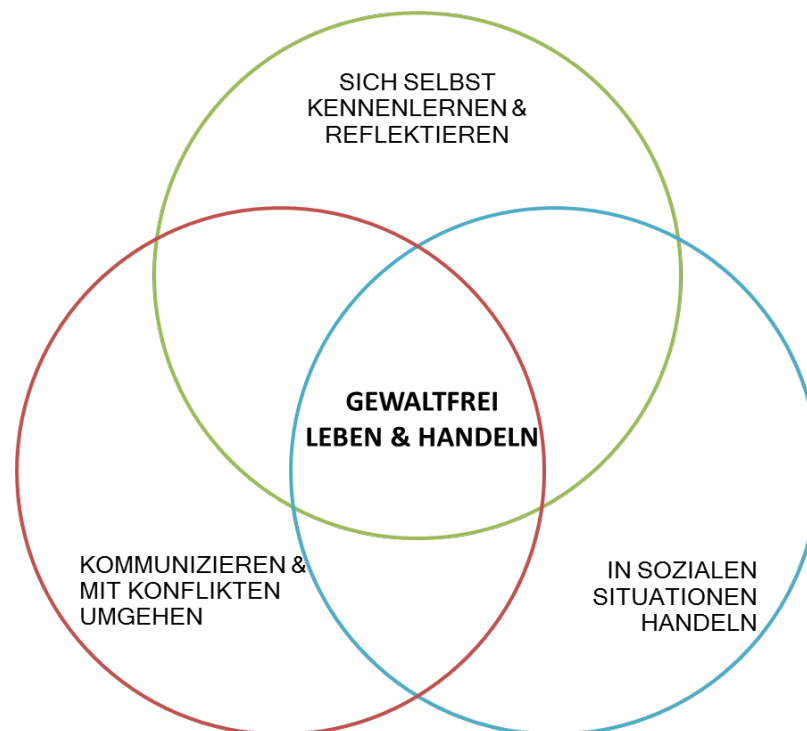 SICH SELBST
KENNENLERNEN &
REFLEKTIEREN
GEWALTFREI
LEBEN & HANDELN
KOMMUNIZIEREN &
MIT KONFLIKTEN
UMGEHEN
IN SOZIALEN
SITUATIONEN
HANDELN